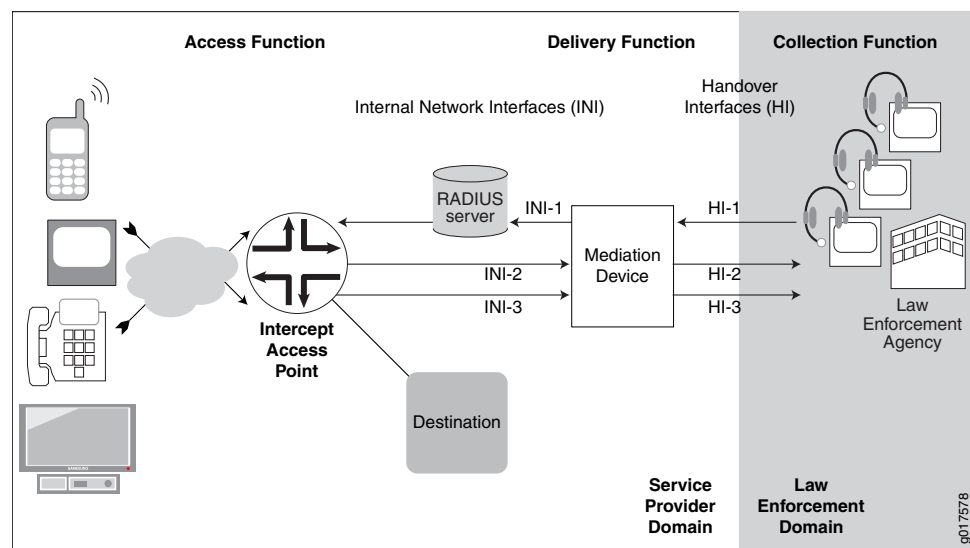 Access Function
Delivery Function
Collection Function
Internal Network Interfaces (INI)
Handover
Interfaces (HI)
RADIUS
server
INI-1
HI-1
Mediation
Device
INI-2
HI-2
INI-3
HI-3
Intercept
Access
Point
Law
Enforcement
Agency
Destination
SAMSUNG
Service
Provider
Domain
Law
Enforcement
Domain
g017578